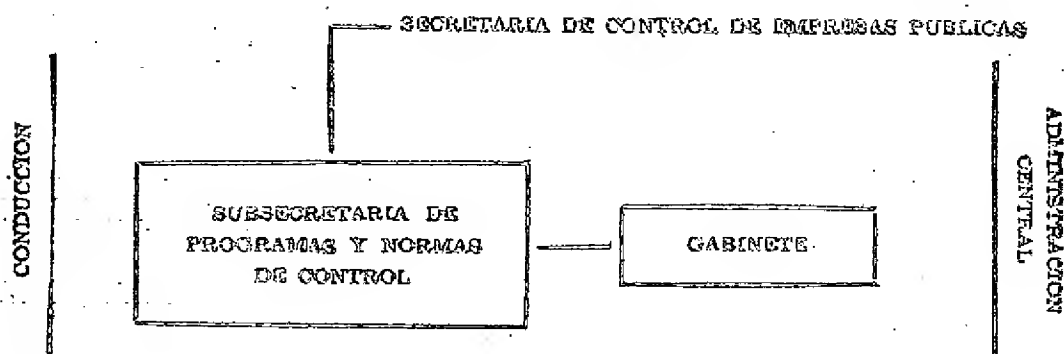 SECRETARIA DE CONTROL DE EMPRESAS PUBLICAS
CONDUCCION
SUBSECRETARIA DE
PROGRAMAS Y NORMAS
DE CONTROL
GABINETE
ADMINISTRACION
CENTRAL